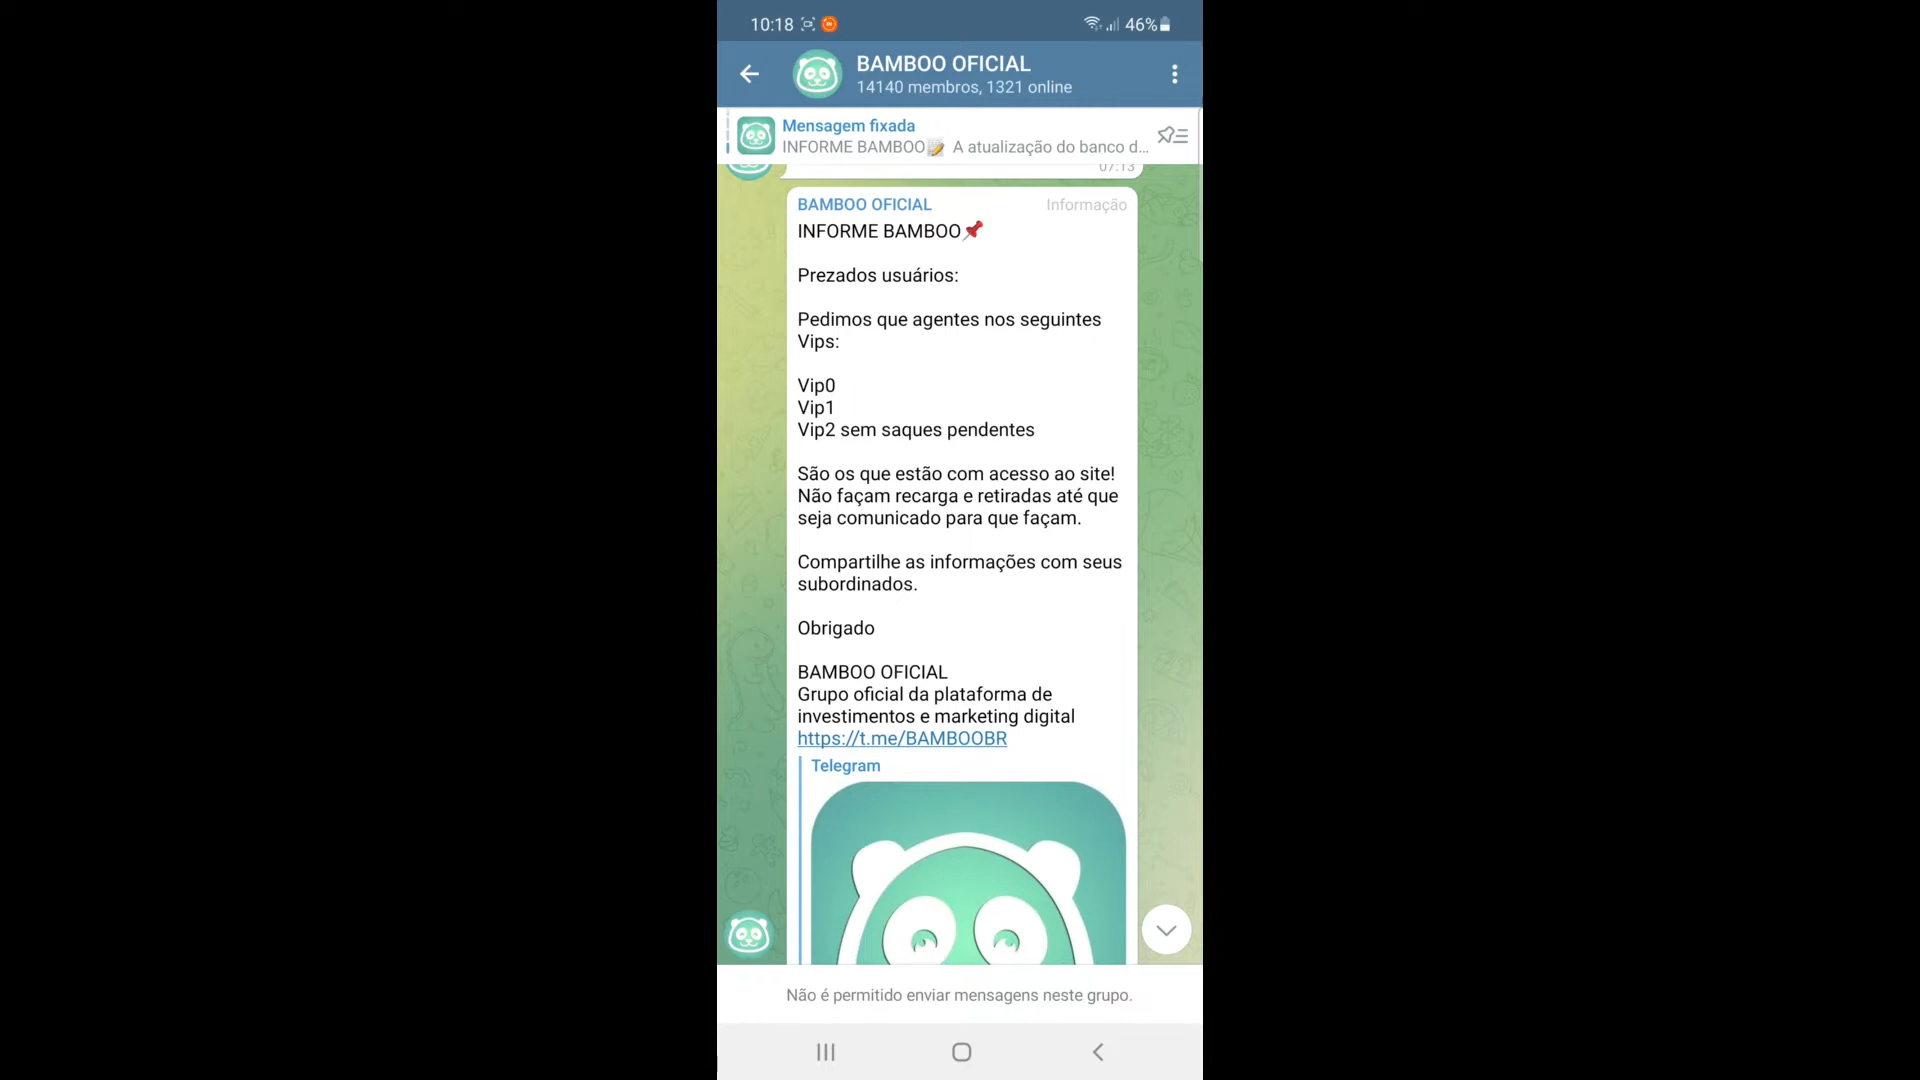 10:18
46%
BAMBOO OFICIAL
14140 membros, 1321 online
Mensagem fixada
INFORME BAMBOO📝 A atualização do banco d...
07:13
BAMBOO OFICIAL
Informação
INFORME BAMBOO📌
Prezados usuários:
Pedimos que agentes nos seguintes
Vips:
Vip0
Vip1
Vip2 sem saques pendentes
São os que estão com acesso ao site!
Não façam recarga e retiradas até que
seja comunicado para que façam.
Compartilhe as informações com seus
subordinados.
Obrigado
BAMBOO OFICIAL
Grupo oficial da plataforma de
investimentos e marketing digital
https://t.me/BAMBOOBR
Telegram
Não é permitido enviar mensagens neste grupo.